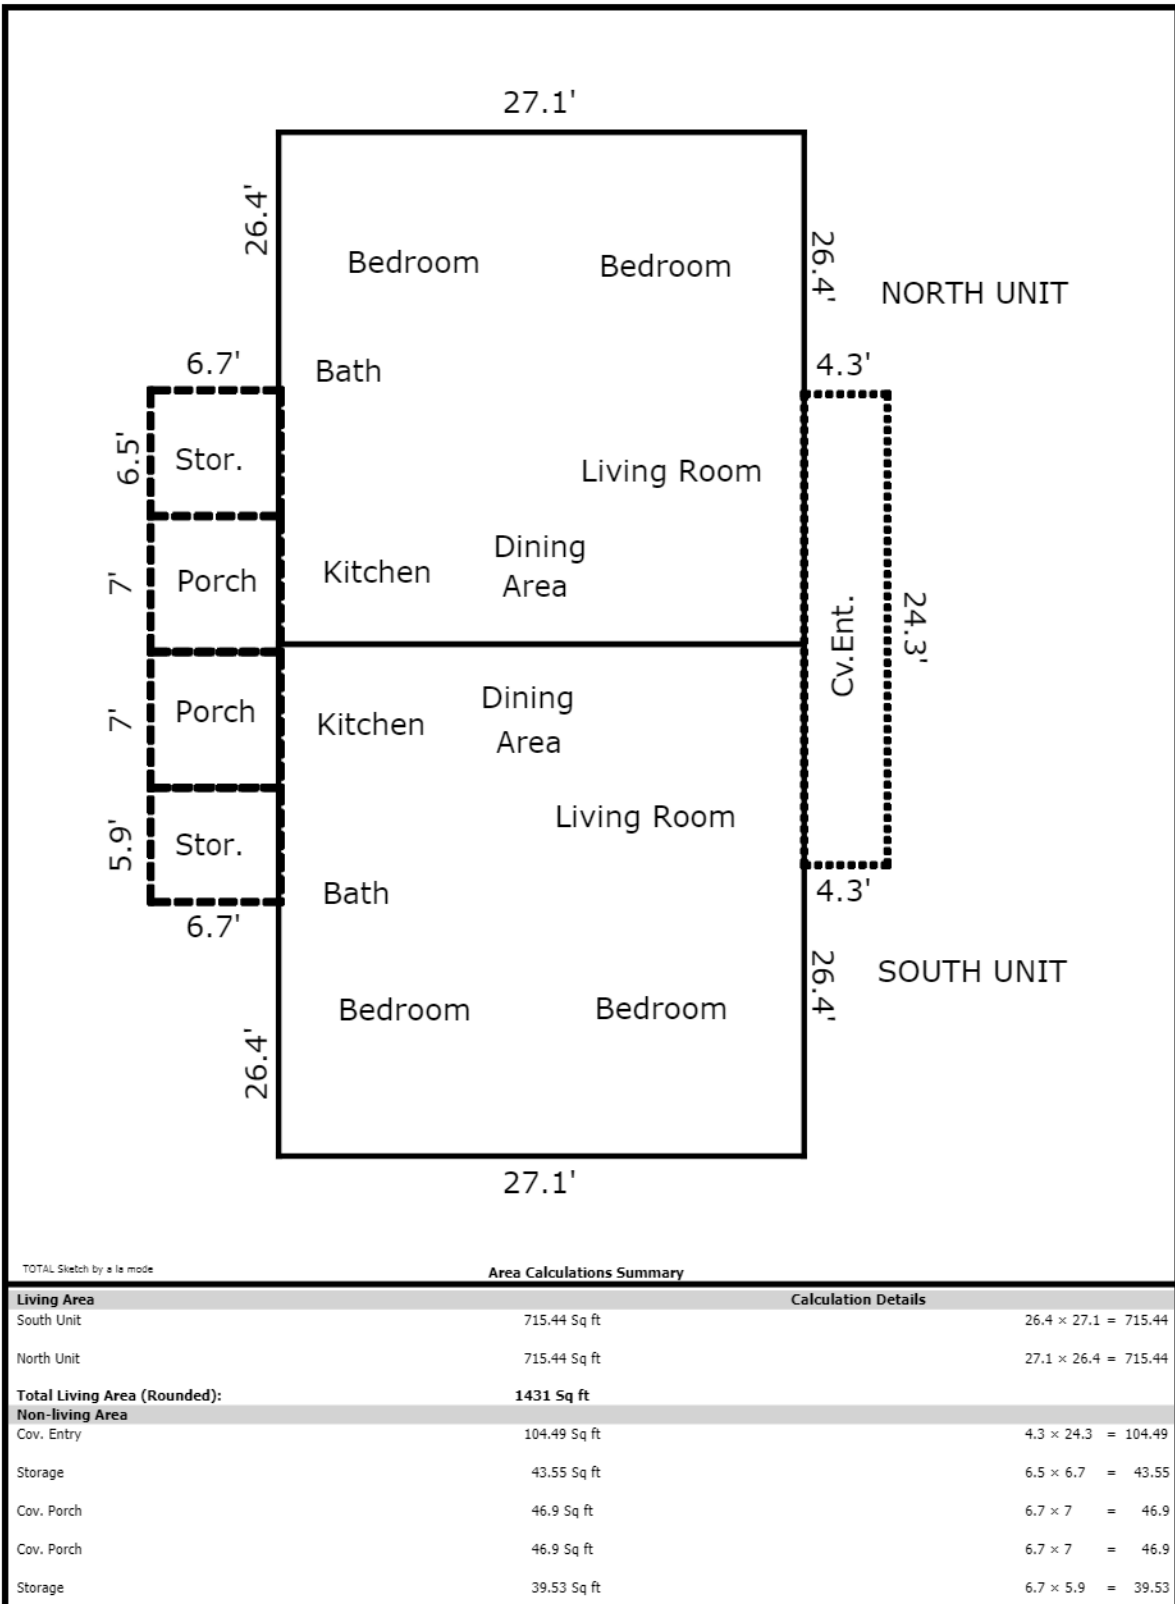 27.1'
26.4'
Bedroom
Bedroom
26.4'
NORTH UNIT
6.7'
Bath
4.3'
6.5'
Stor.
Living Room
7'
Porch
Kitchen
Dining
Area
Cv.Ent.
24.3'
7'
Porch
Kitchen
Dining
Area
5.9'
Stor.
Living Room
6.7'
Bath
4.3'
26.4'
SOUTH UNIT
26.4'
Bedroom
Bedroom
27.1'
TOTAL Sketch by a la mode
Area Calculations Summary
Living Area Calculation Details
South Unit 715.44 Sq ft 26.4 × 27.1 = 715.44
North Unit 715.44 Sq ft 27.1 × 26.4 = 715.44
Total Living Area (Rounded): 1431 Sq ft
Non-living Area
Cov. Entry 104.49 Sq ft 4.3 × 24.3 = 104.49
Storage 43.55 Sq ft 6.5 × 6.7 = 43.55
Cov. Porch 46.9 Sq ft 6.7 × 7 = 46.9
Cov. Porch 46.9 Sq ft 6.7 × 7 = 46.9
Storage 39.53 Sq ft 6.7 × 5.9 = 39.53